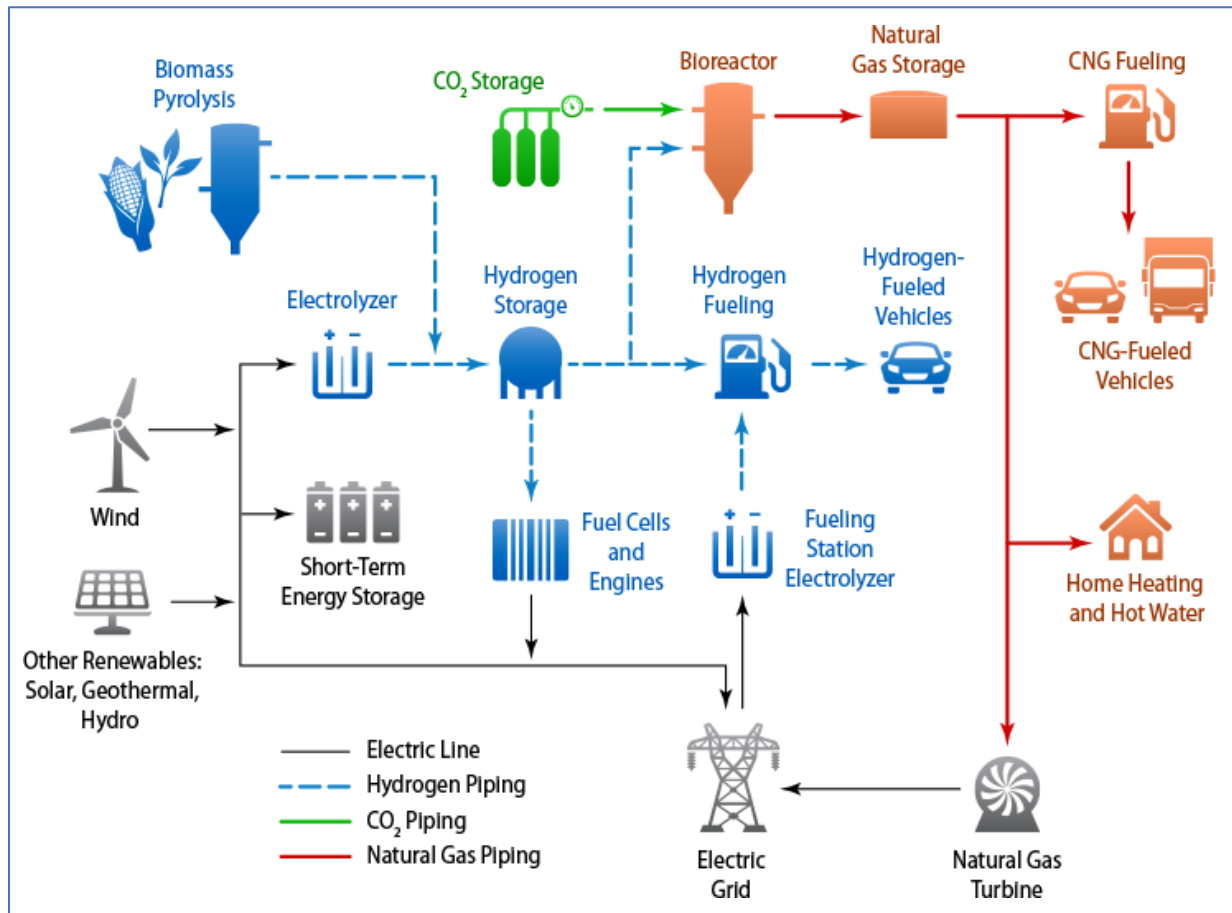 Biomass
Pyrolysis
CO₂ Storage
Bioreactor
Natural
Gas Storage
CNG Fueling
Electrolyzer
Hydrogen
Storage
Hydrogen
Fueling
Hydrogen-
Fueled
Vehicles
CNG-Fueled
Vehicles
Wind
Short-Term
Energy Storage
Fuel Cells
and
Engines
Fueling
Station
Electrolyzer
Home Heating
and Hot Water
Other Renewables:
Solar, Geothermal,
Hydro
Electric Line
Hydrogen Piping
CO₂ Piping
Natural Gas Piping
Electric
Grid
Natural Gas
Turbine